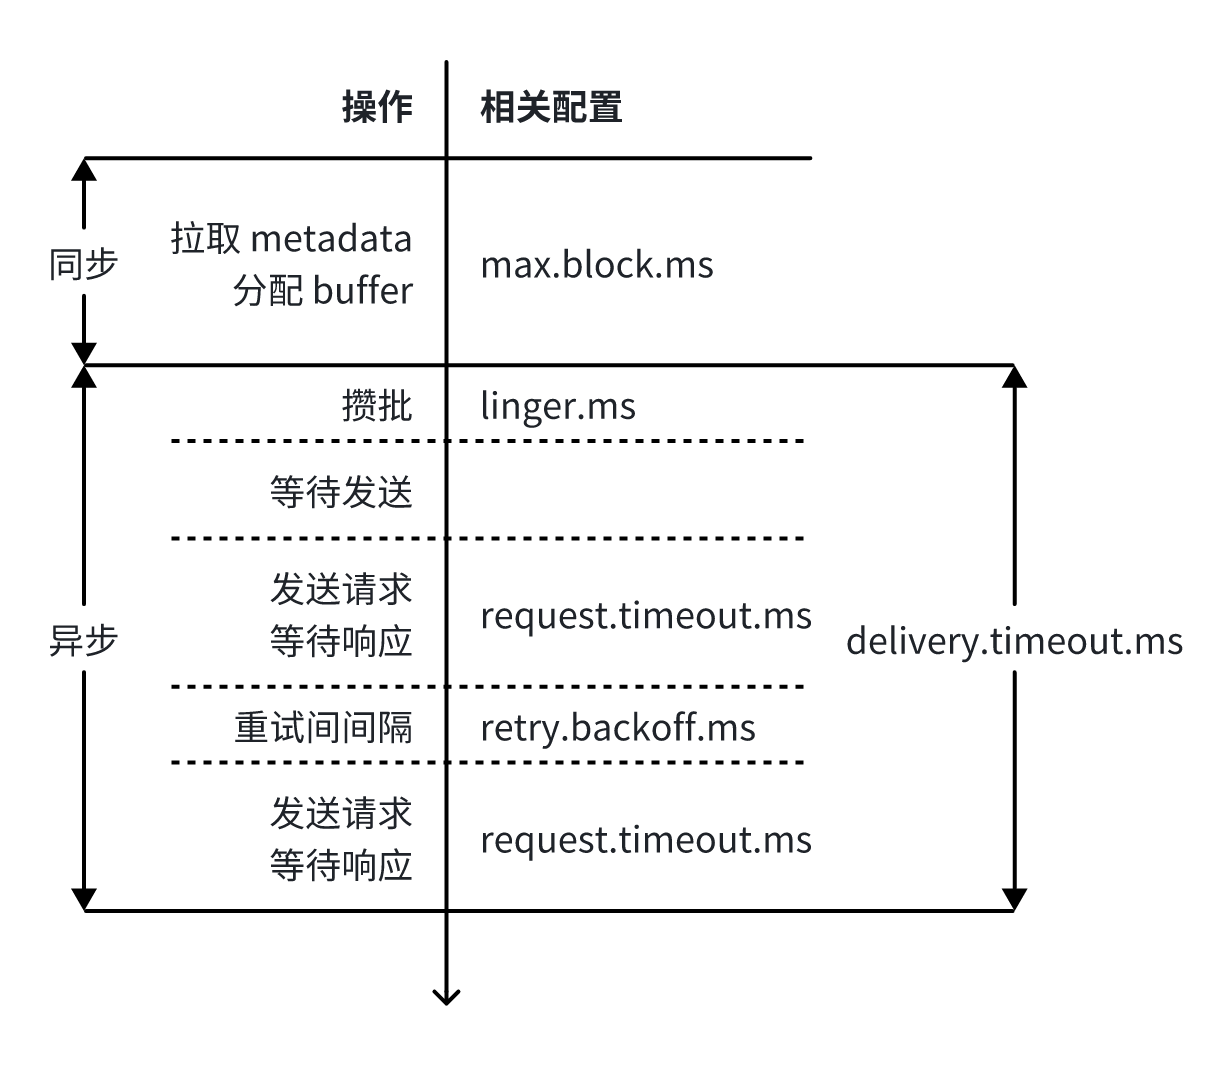 操作
相关配置
同步
拉取 metadata
分配 buffer
max.block.ms
攒批
linger.ms
等待发送
发送请求
等待响应
request.timeout.ms
异步
delivery.timeout.ms
重试间间隔
retry.backoff.ms
发送请求
等待响应
request.timeout.ms